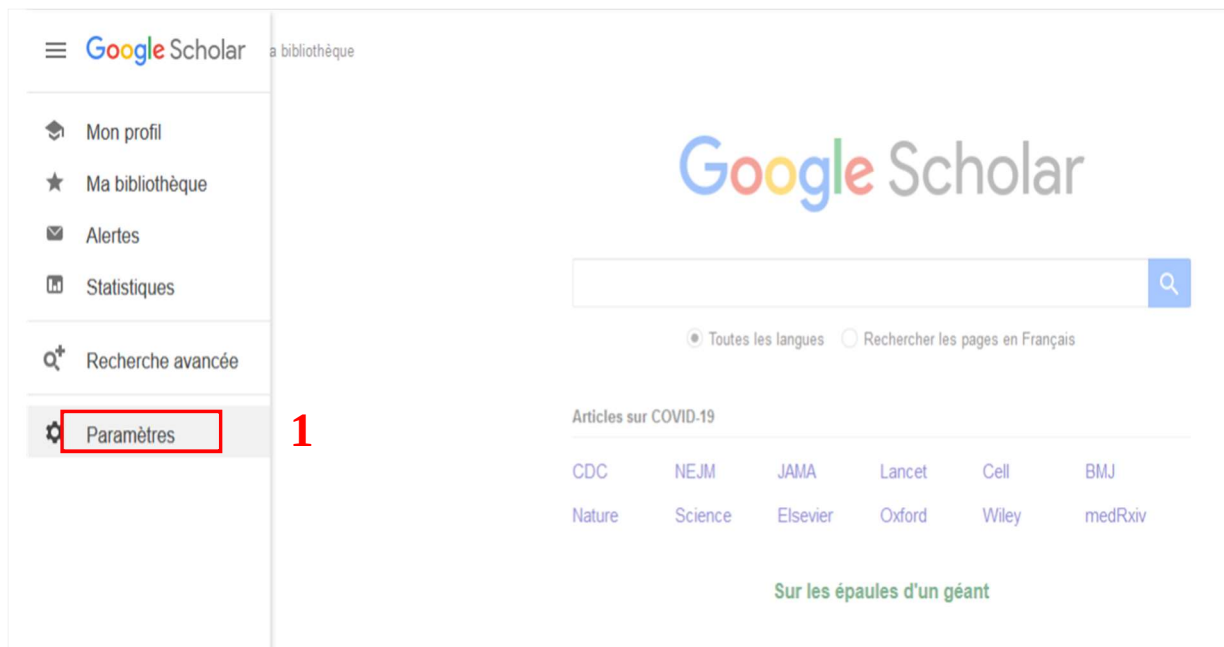 Google Scholar
a bibliothèque
Mon profil
Ma bibliothèque
Alertes
Statistiques
Recherche avancée
Paramètres
1
Google Scholar
Toutes les langues Rechercher les pages en Français
Articles sur COVID-19
CDC NEJM JAMA Lancet Cell BMJ
Nature Science Elsevier Oxford Wiley medRxiv
Sur les épaules d'un géant